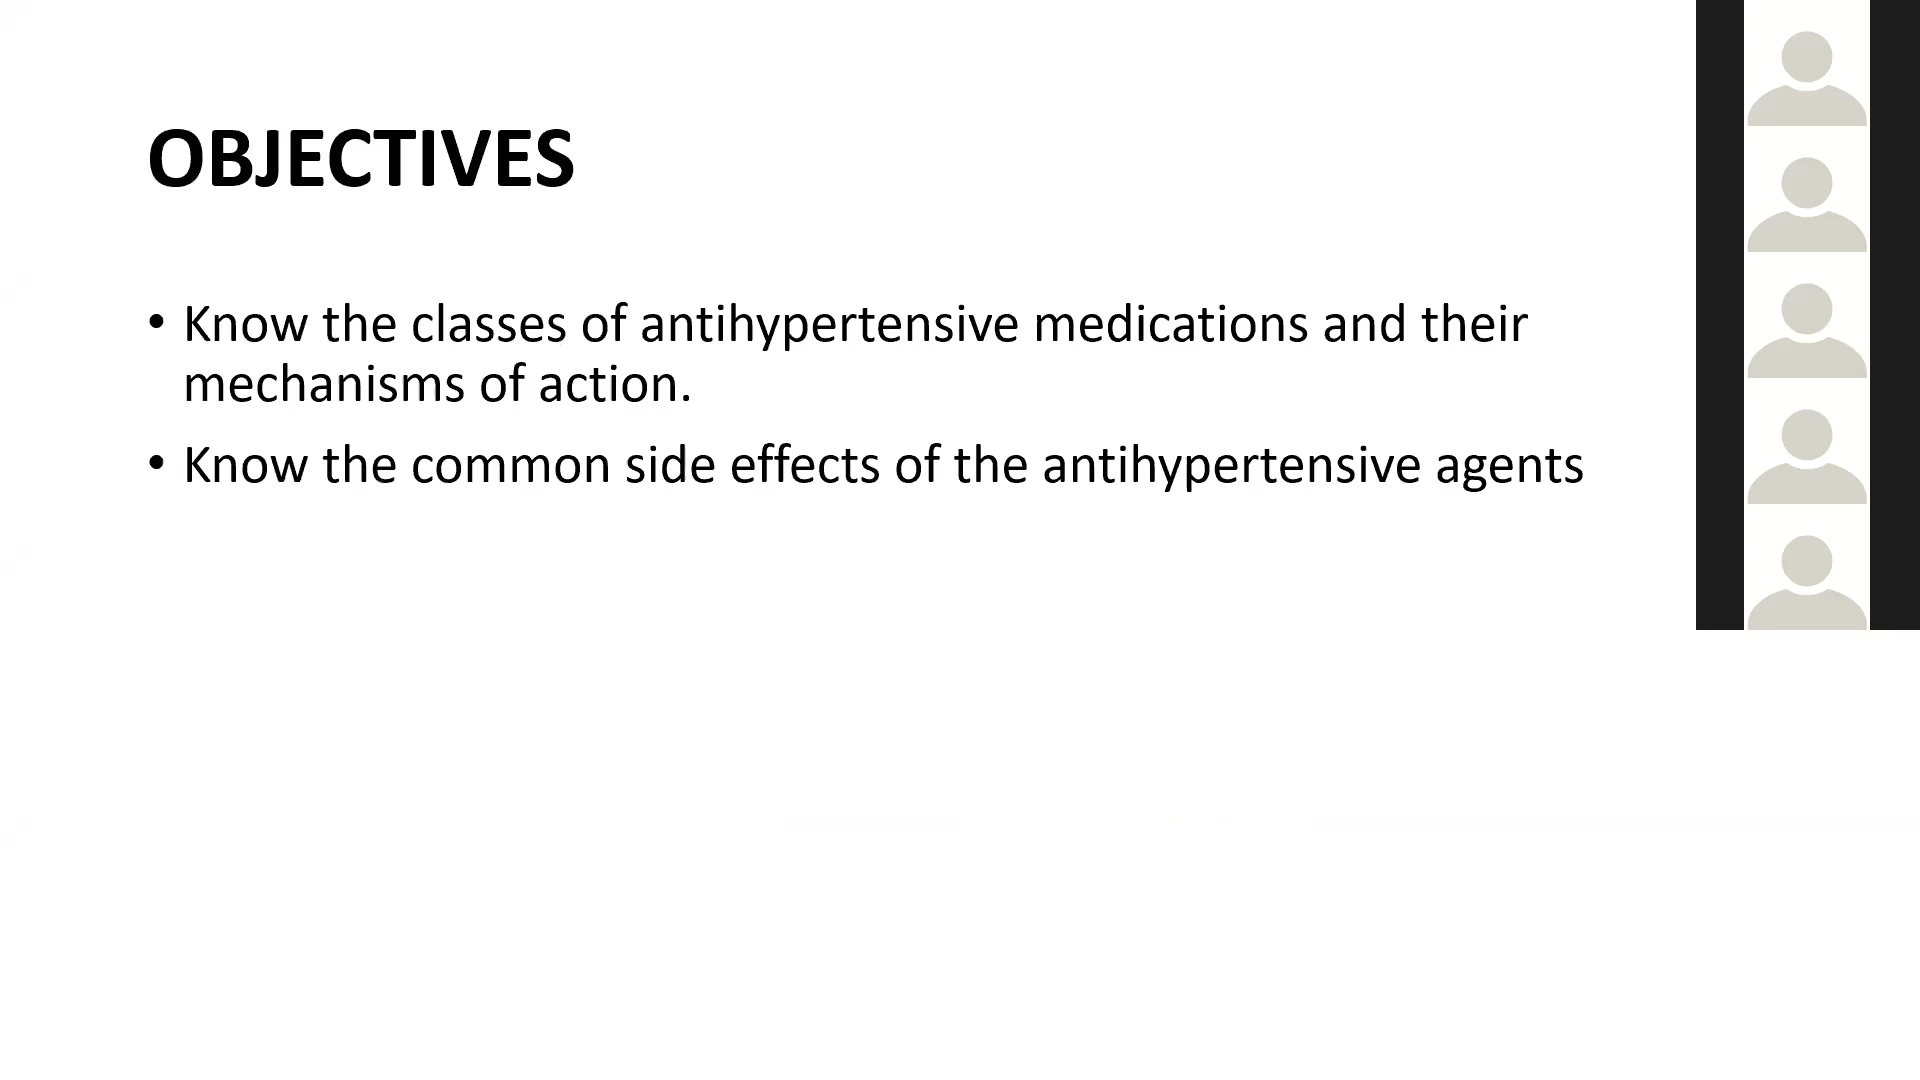 OBJECTIVES
• Know the classes of antihypertensive medications and their
mechanisms of action.
• Know the common side effects of the antihypertensive agents